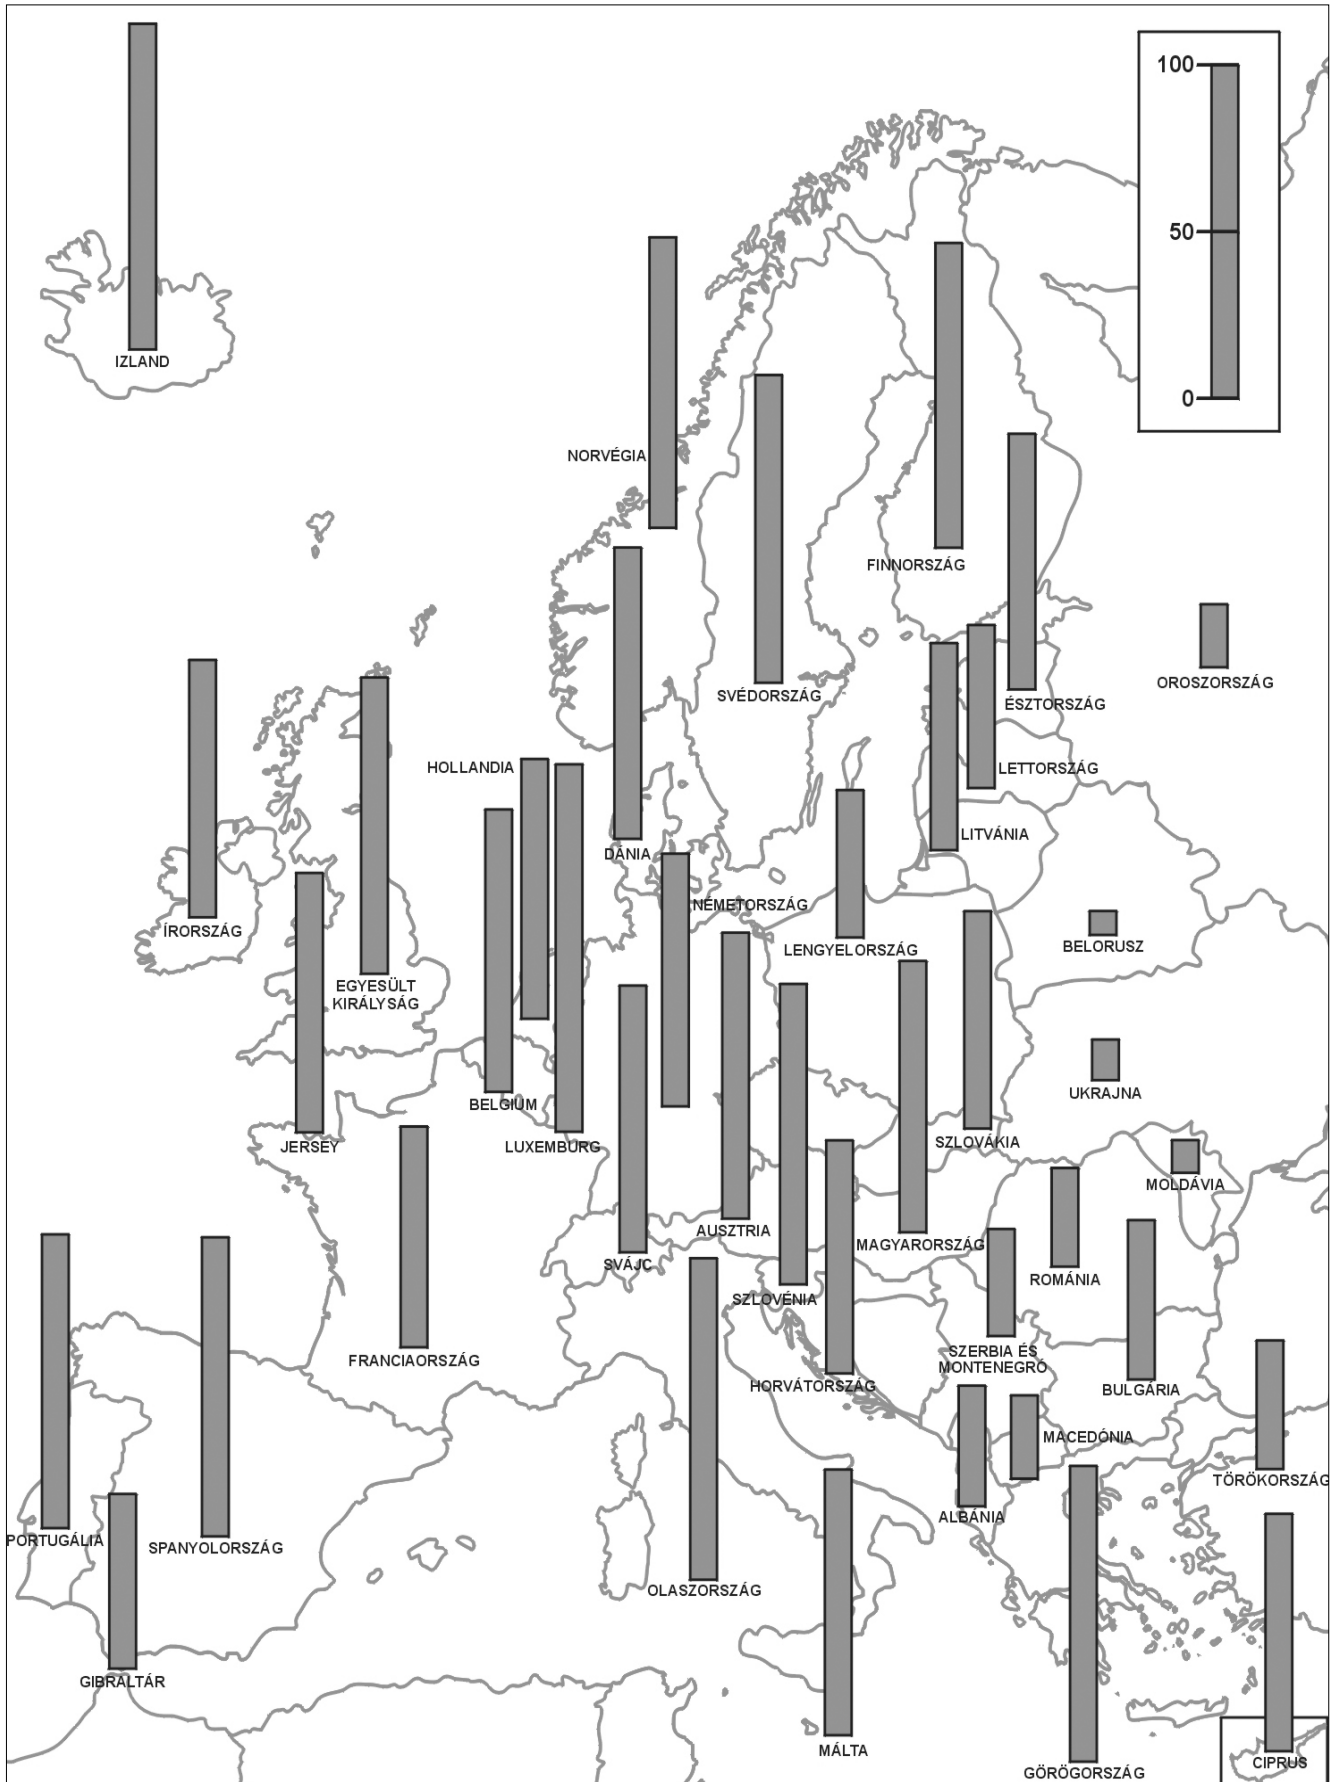 100
50
0
IZLAND
NORVÉGIA
FINNORSZÁG
SVÉDORSZÁG
OROSZORSZÁG
ÉSZTORSZÁG
HOLLANDIA
LETTORSZÁG
LITVÁNIA
DÁNIA
NÉMETORSZÁG
ÍRORSZÁG
LENGYELORSZÁG
BELORUSZ
EGYESÜLT
KIRÁLYSÁG
UKRAJNA
BELGIUM
JERSEY
LUXEMBURG
SZLOVÁKIA
MOLDÁVIA
AUSZTRIA
MAGYARORSZÁG
SVÁJC
ROMÁNIA
SZLOVÉNIA
FRANCIAORSZÁG
SZERBIA ÉS
MONTENEGRÓ
HORVÁTORSZÁG
BULGÁRIA
MACEDÓNIA
TÖRÖKORSZÁG
ALBÁNIA
PORTUGÁLIA
SPANYOLORSZÁG
OLASZORSZÁG
GIBRALTÁR
MÁLTA
CIPRUS
GÖRÖGORSZÁG